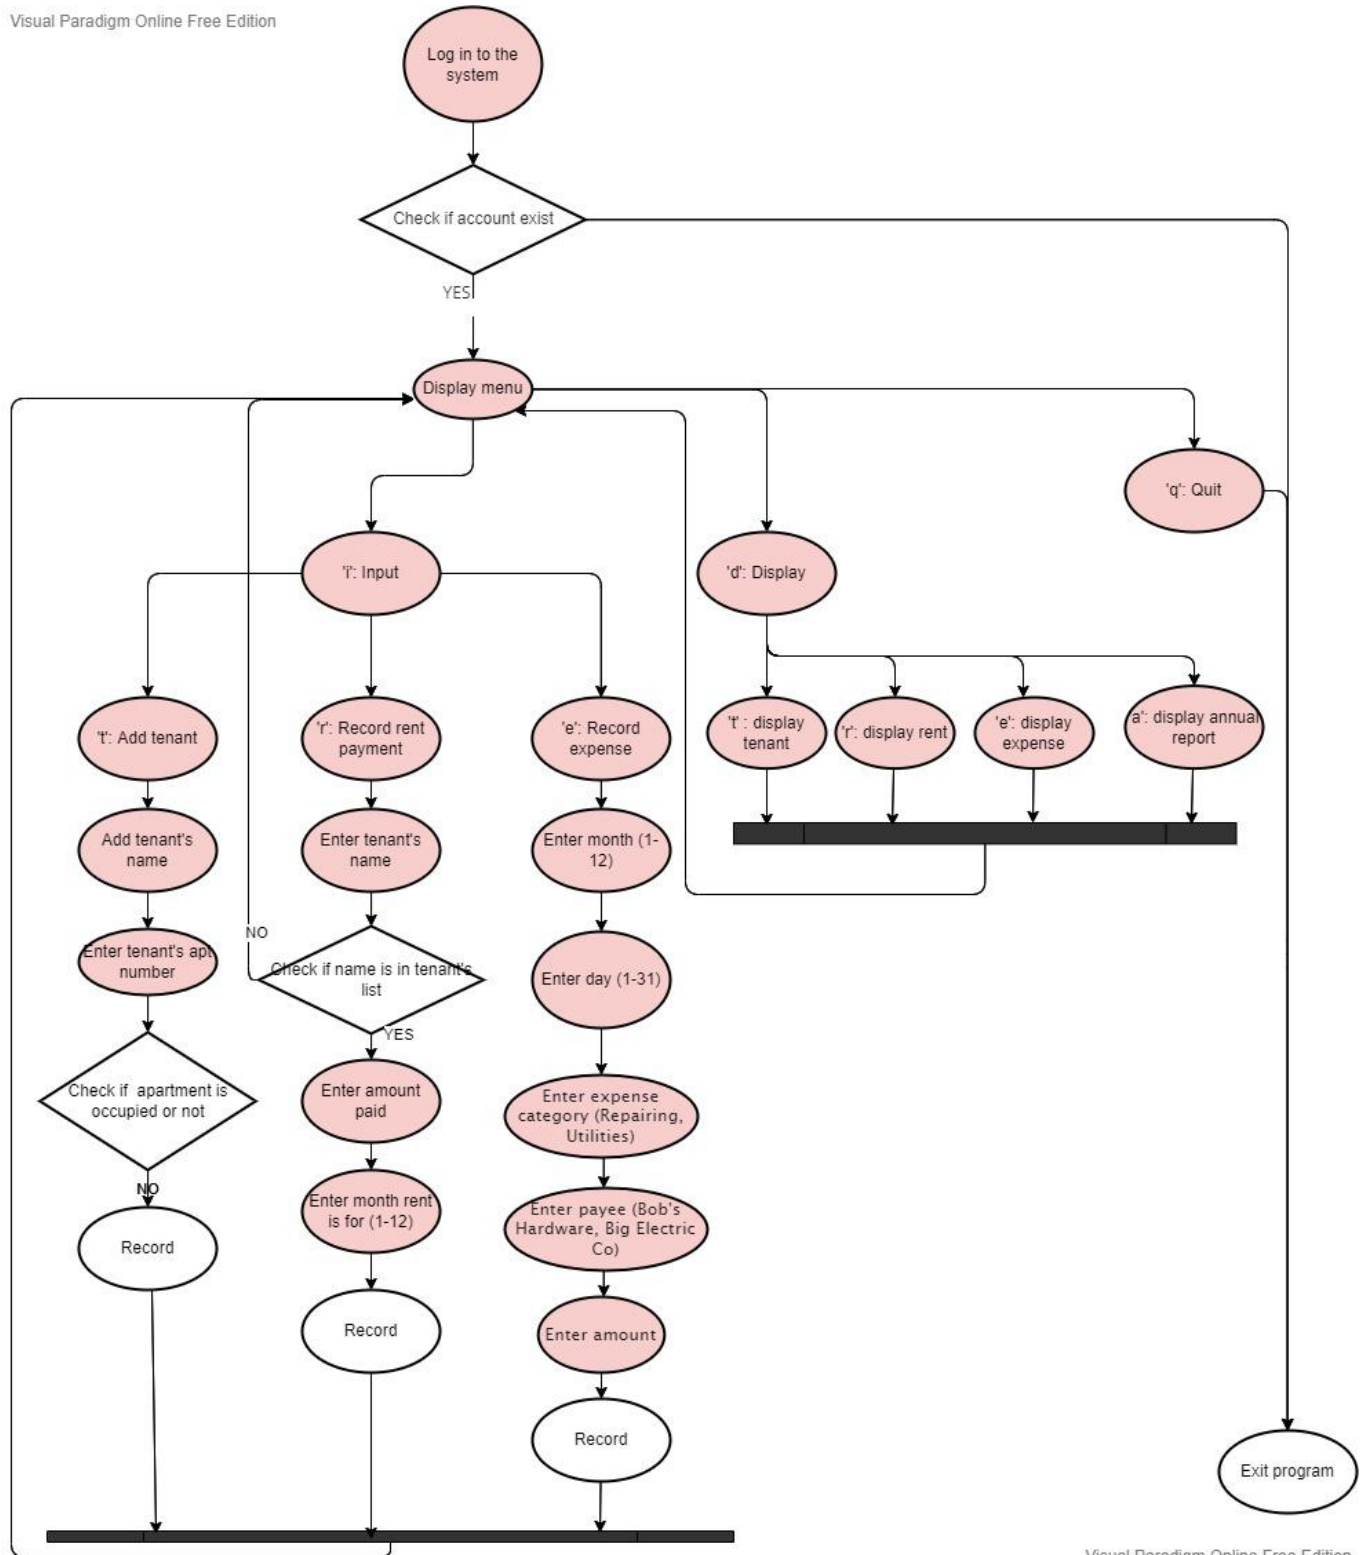 Visual Paradigm Online Free Edition
Log in to the
system
Check if account exist
YES
Display menu
'q': Quit
'i': Input
'd': Display
't': Add tenant
'r': Record rent
payment
'e': Record
expense
't' : display
tenant
'r': display rent
'e': display
expense
a': display annual
report
Add tenant's
name
Enter tenant's
name
Enter month (1-
12)
NO
Enter tenant's apt
number
Check if name is in tenant's
list
Enter day (1-31)
YES
Check if  apartment is
occupied or not
Enter amount
paid
Enter expense
category (Repairing,
Utilities)
NO
Enter month rent
is for (1-12)
Enter payee (Bob's
Hardware, Big Electric
Co)
Record
Record
Enter amount
Record
Exit program
Visual Paradigm Online Free Edition